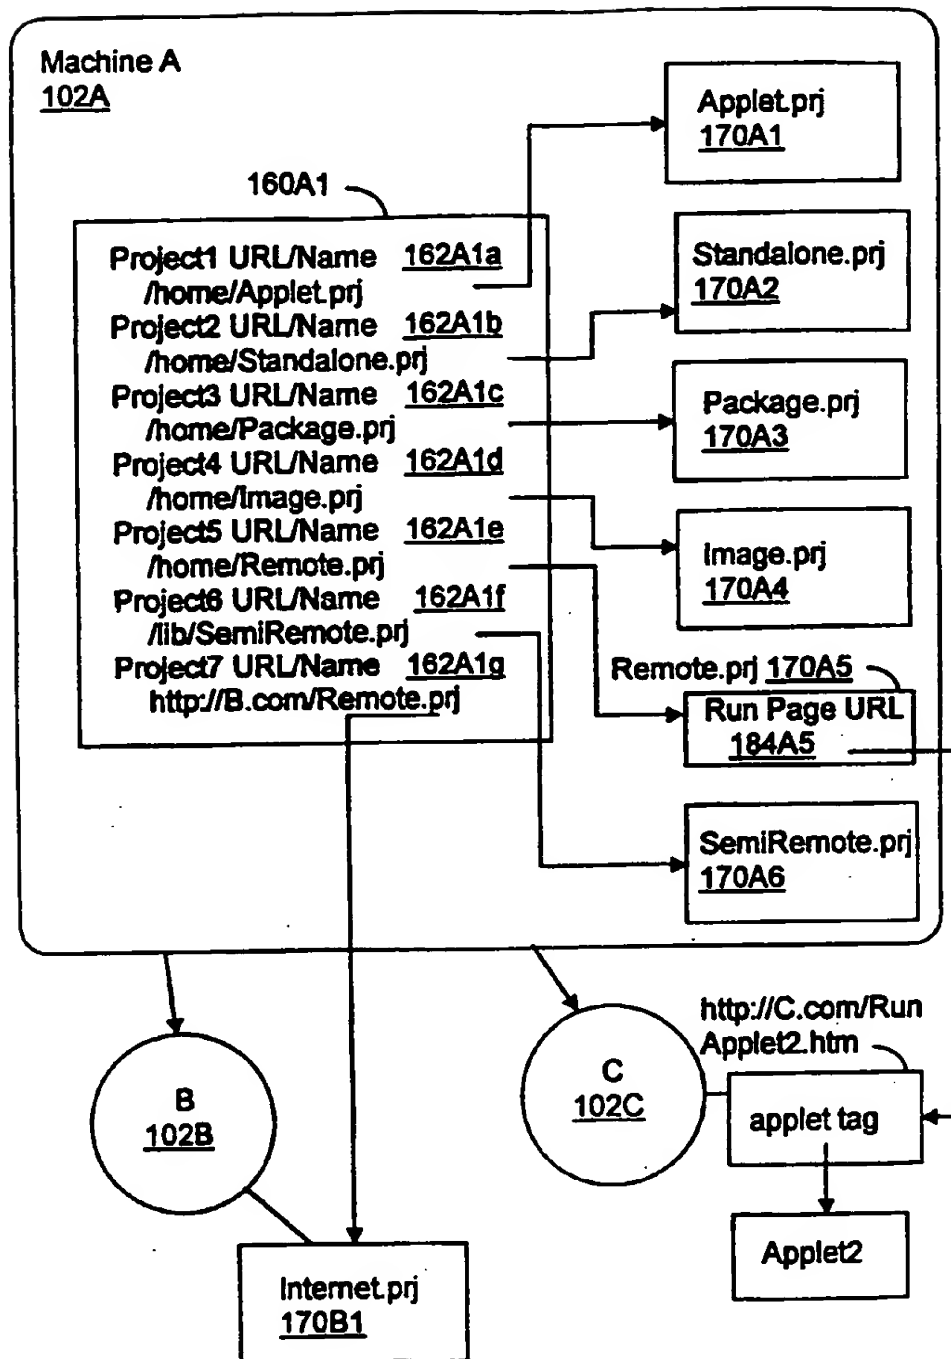 Machine A
102A
160A1
Project1 URL/Name 162A1a
/home/Applet.prj
Project2 URL/Name 162A1b
/home/Standalone.prj
Project3 URL/Name 162A1c
/home/Package.prj
Project4 URL/Name 162A1d
/home/Image.prj
Project5 URL/Name 162A1e
/home/Remote.prj
Project6 URL/Name 162A1f
/lib/SemiRemote.prj
Project7 URL/Name 162A1g
http://B.com/Remote.prj
Applet.prj
170A1
Standalone.prj
170A2
Package.prj
170A3
Image.prj
170A4
Remote.prj 170A5
Run Page URL
184A5
SemiRemote.prj
170A6
B
102B
C
102C
http://C.com/Run
Applet2.htm
applet tag
Applet2
Internet.prj
170B1